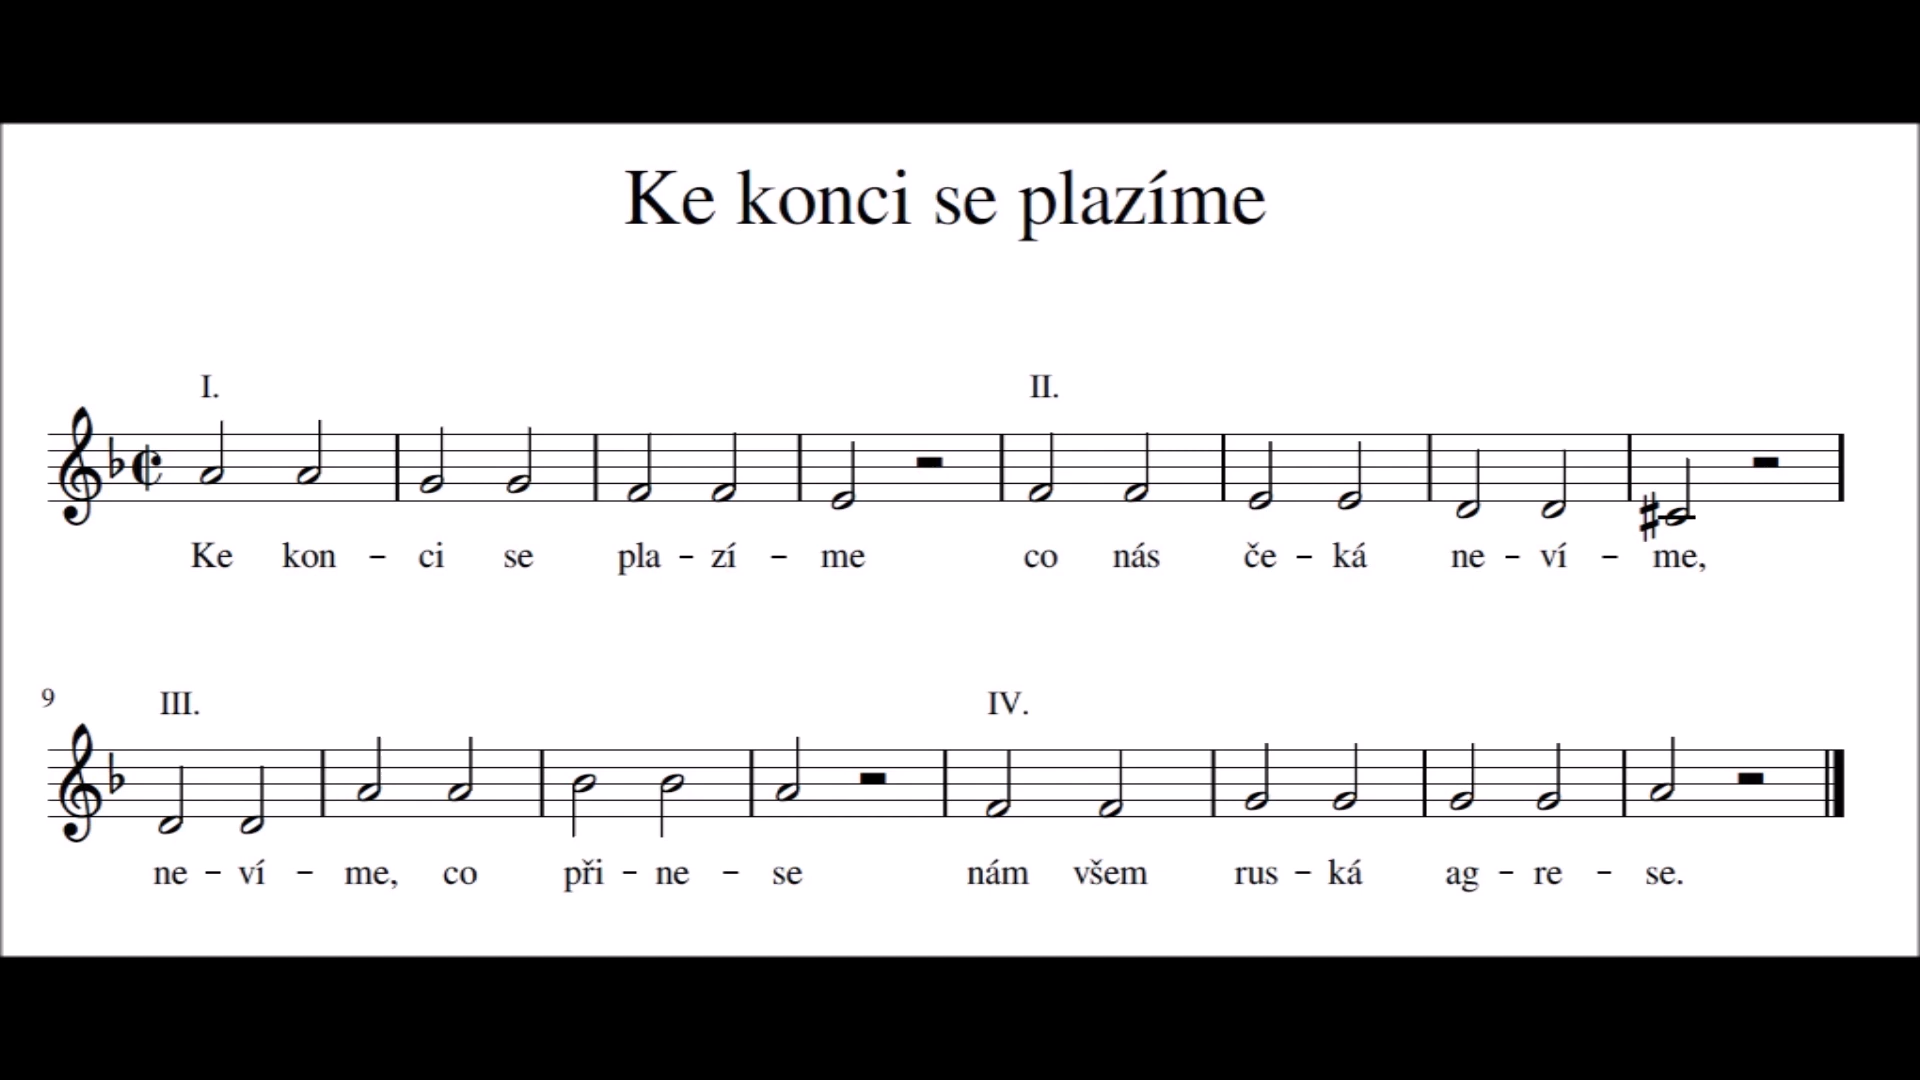 Ke konci se plazíme
I. II.
Ke kon - ci se pla - zí - me co nás če - ká ne - ví - me,
9 III. IV.
ne - ví - me, co při - ne - se nám všem rus - ká ag - re - se.